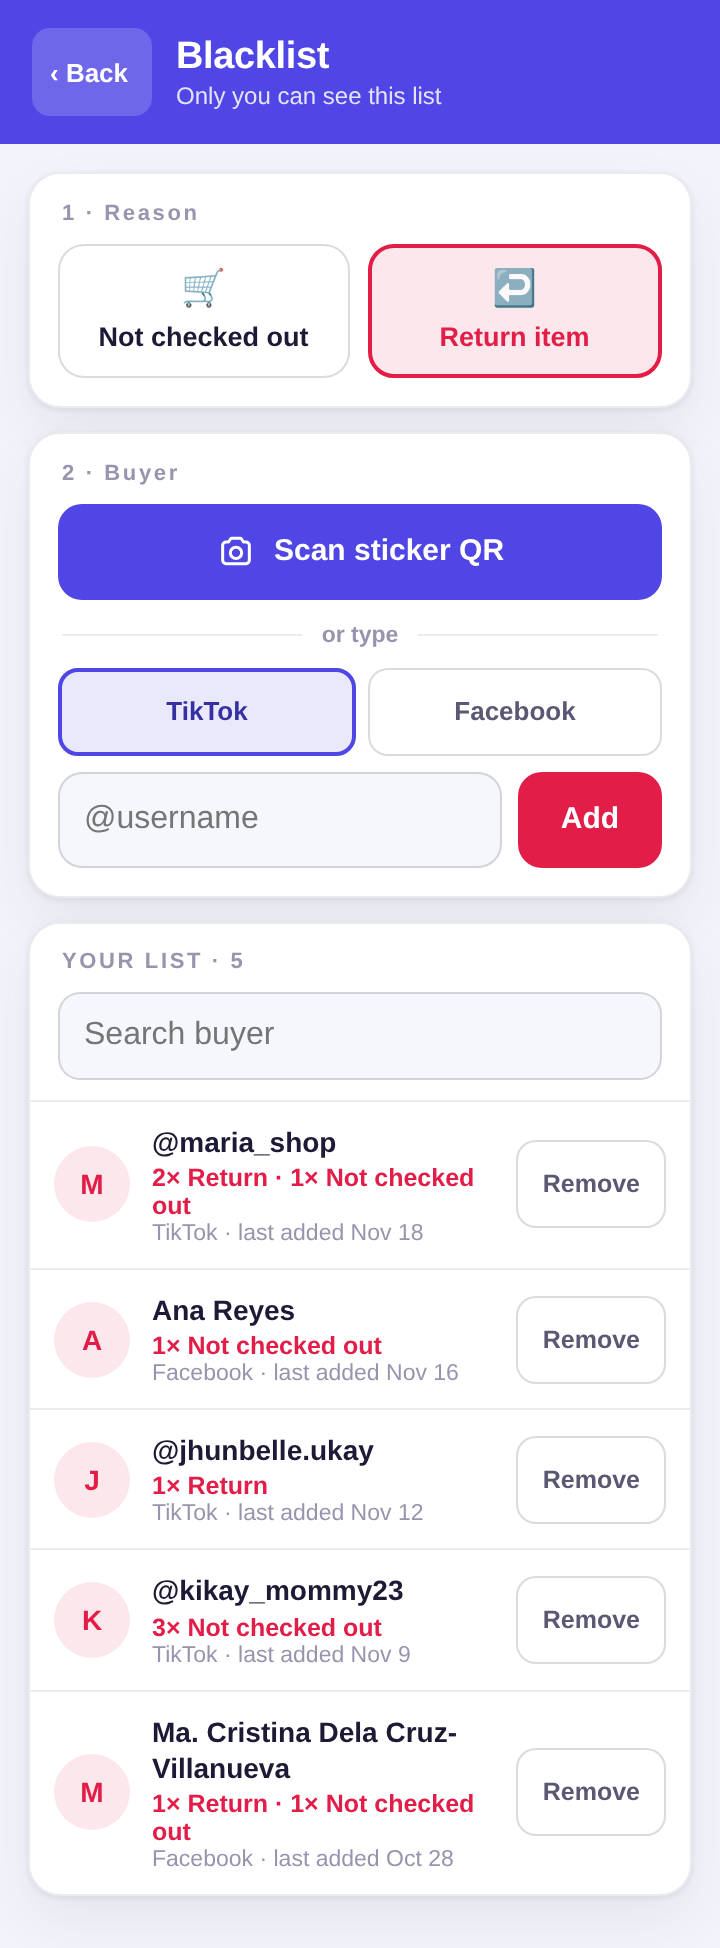 ‹ Back
Blacklist
Only you can see this list
1 · Reason
Not checked out
Return item
2 · Buyer
Scan sticker QR
or type
TikTok
Facebook
@username
Add
YOUR LIST · 5
Search buyer
M
@maria_shop
2× Return · 1× Not checked
out
TikTok · last added Nov 18
Remove
A
Ana Reyes
1× Not checked out
Facebook · last added Nov 16
Remove
J
@jhunbelle.ukay
1× Return
TikTok · last added Nov 12
Remove
K
@kikay_mommy23
3× Not checked out
TikTok · last added Nov 9
Remove
M
Ma. Cristina Dela Cruz-
Villanueva
1× Return · 1× Not checked
out
Facebook · last added Oct 28
Remove